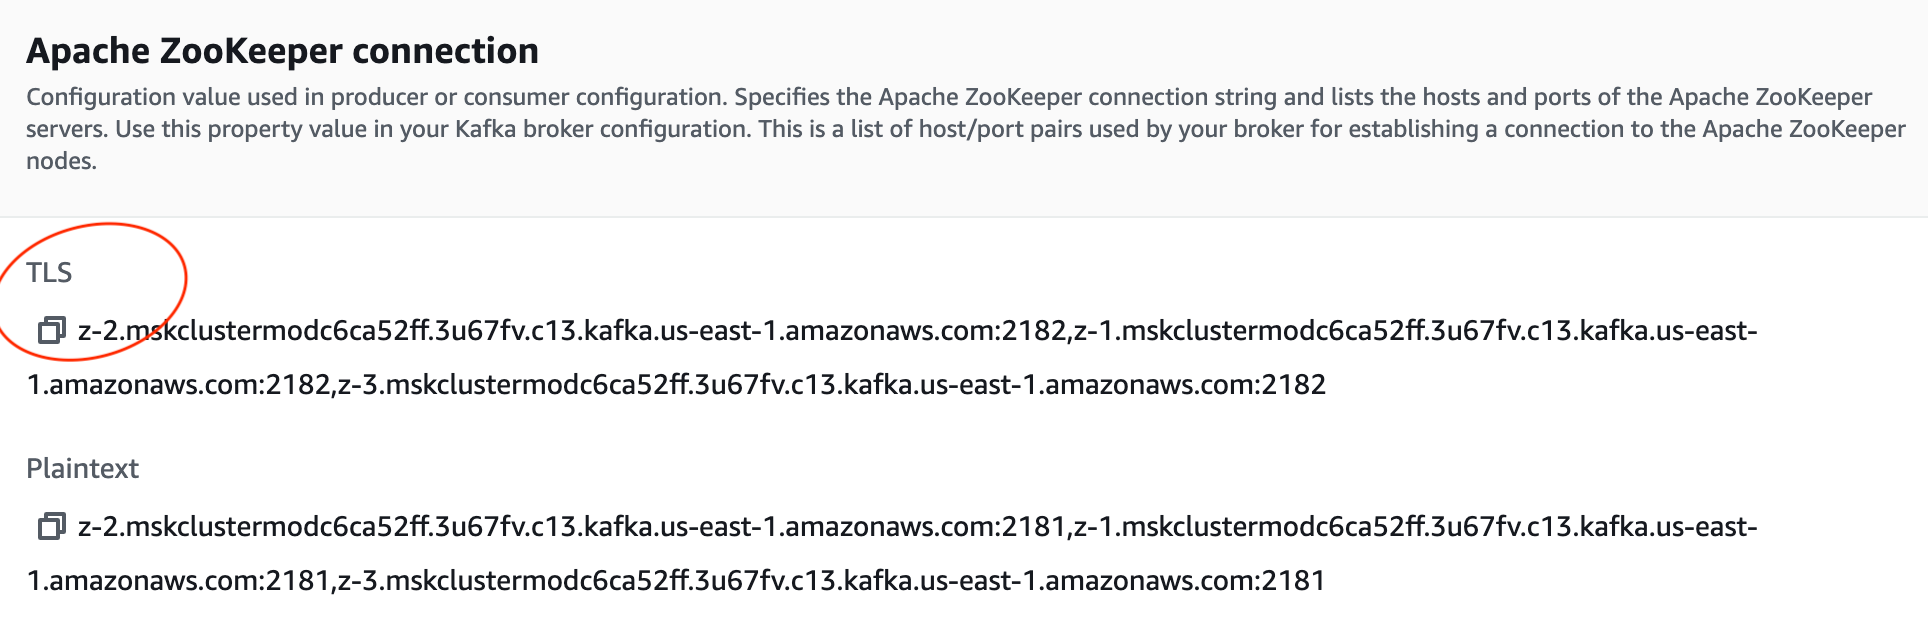 Apache ZooKeeper connection
Configuration value used in producer or consumer configuration. Specifies the Apache ZooKeeper connection string and lists the hosts and ports of the Apache ZooKeeper
servers. Use this property value in your Kafka broker configuration. This is a list of host/port pairs used by your broker for establishing a connection to the Apache ZooKeeper
nodes.
TLS
z-2.mskclustermodc6ca52ff.3u67fv.c13.kafka.us-east-1.amazonaws.com:2182,z-1.mskclustermodc6ca52ff.3u67fv.c13.kafka.us-east-
1.amazonaws.com:2182,z-3.mskclustermodc6ca52ff.3u67fv.c13.kafka.us-east-1.amazonaws.com:2182
Plaintext
z-2.mskclustermodc6ca52ff.3u67fv.c13.kafka.us-east-1.amazonaws.com:2181,z-1.mskclustermodc6ca52ff.3u67fv.c13.kafka.us-east-
1.amazonaws.com:2181,z-3.mskclustermodc6ca52ff.3u67fv.c13.kafka.us-east-1.amazonaws.com:2181